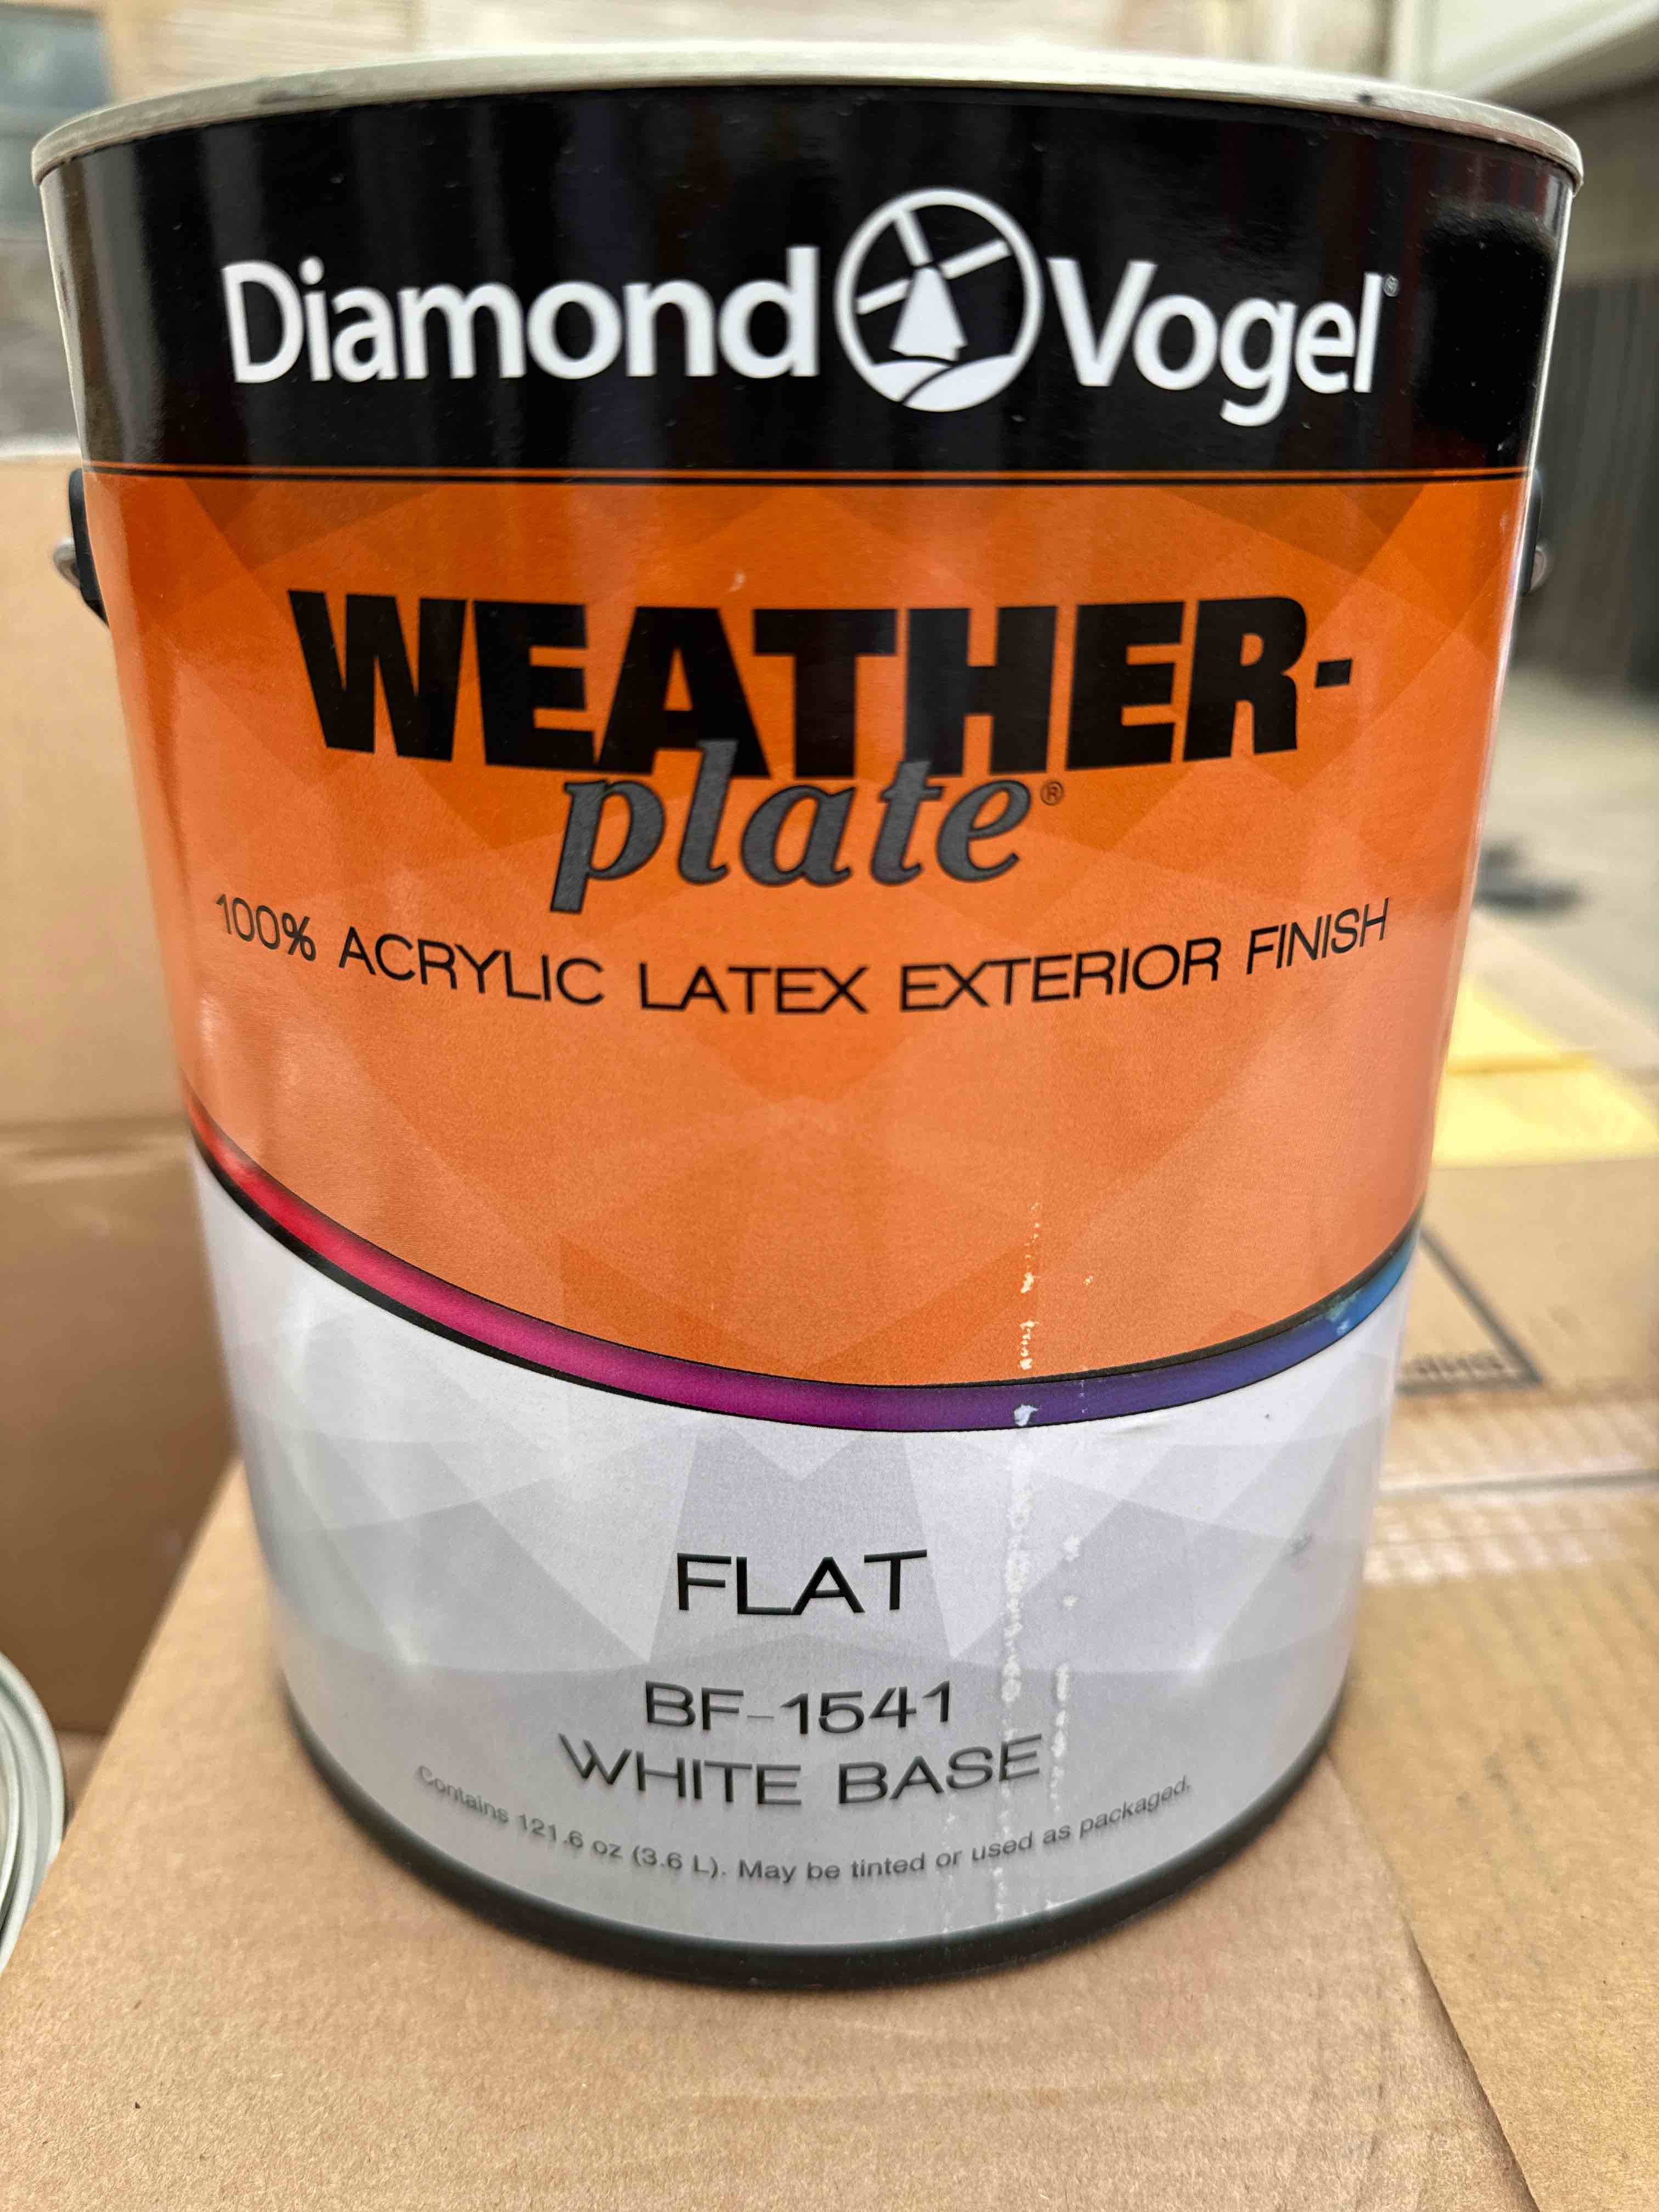 Diamond Vogel®
WEATHER-
plate®
100% ACRYLIC LATEX EXTERIOR FINISH
FLAT
BF-1541
WHITE BASE
Contains 121.6 oz (3.6 L). May be tinted or used as packaged.